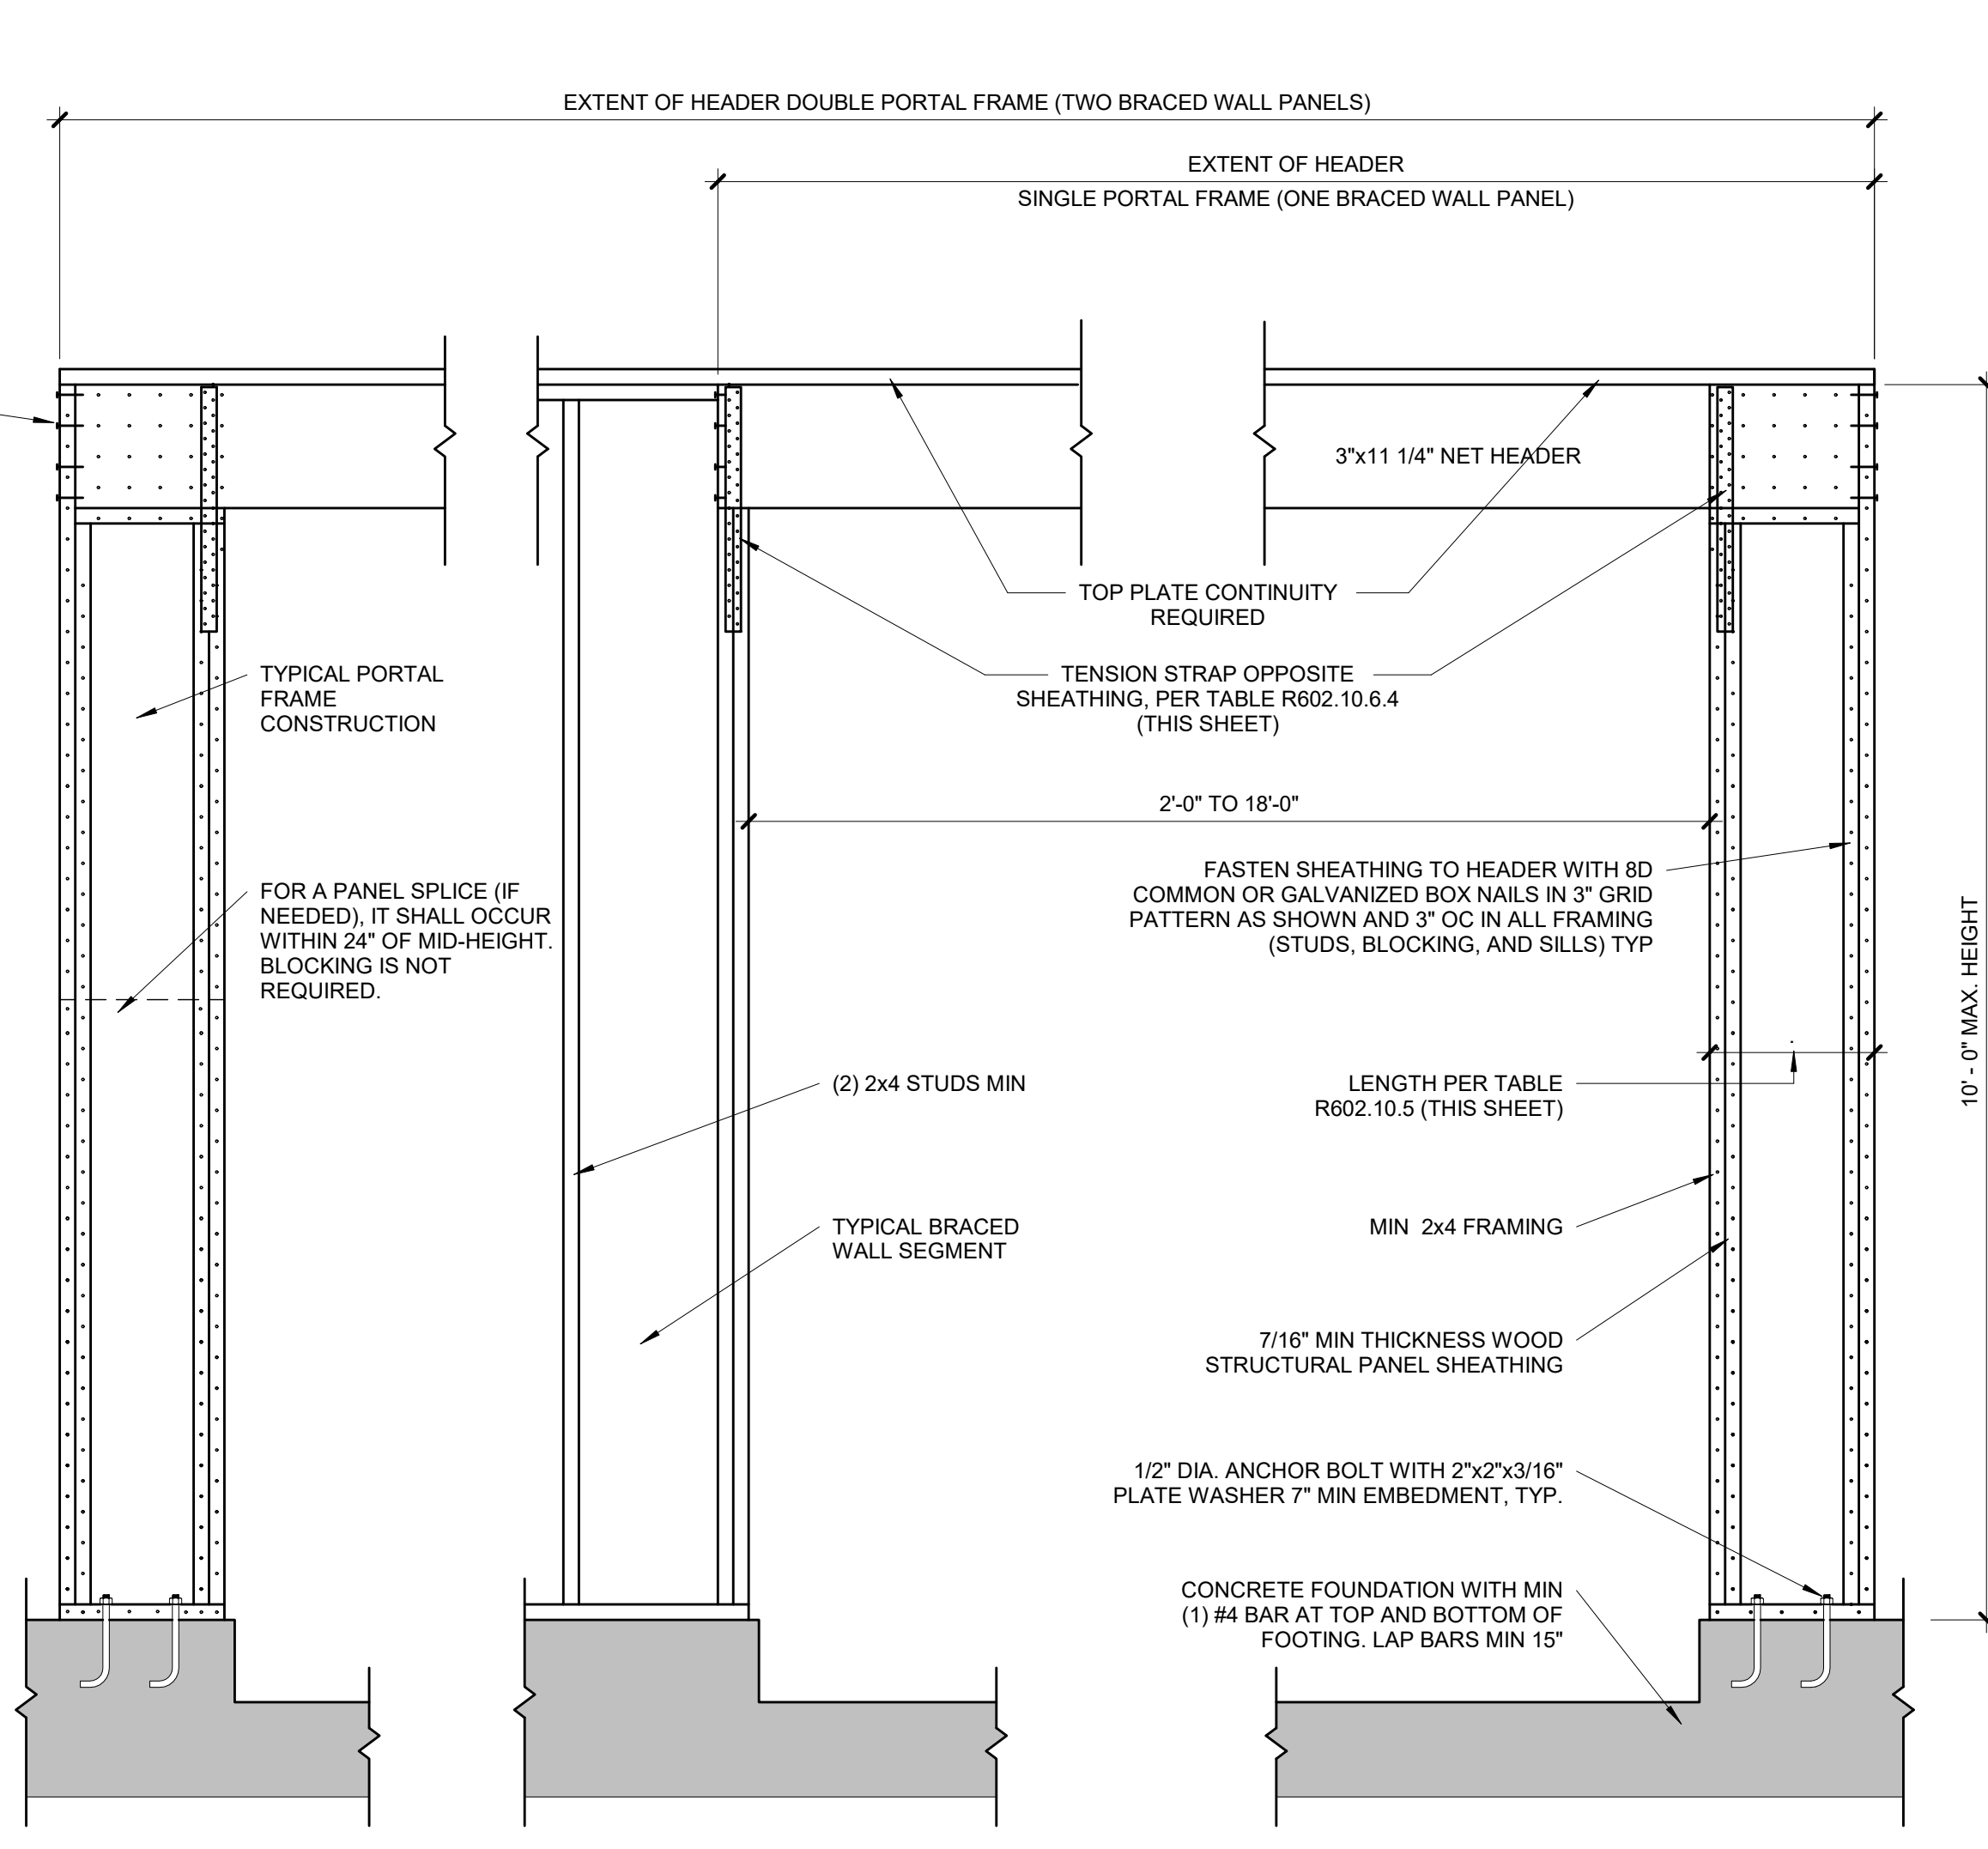 EXTENT OF HEADER DOUBLE PORTAL FRAME (TWO BRACED WALL PANELS)
EXTENT OF HEADER
SINGLE PORTAL FRAME (ONE BRACED WALL PANEL)
3"x11 1/4" NET HEADER
TOP PLATE CONTINUITY
REQUIRED
TENSION STRAP OPPOSITE
SHEATHING, PER TABLE R602.10.6.4
(THIS SHEET)
TYPICAL PORTAL
FRAME
CONSTRUCTION
2'-0" TO 18'-0"
FOR A PANEL SPLICE (IF
NEEDED), IT SHALL OCCUR
WITHIN 24" OF MID-HEIGHT.
BLOCKING IS NOT
REQUIRED.
FASTEN SHEATHING TO HEADER WITH 8D
COMMON OR GALVANIZED BOX NAILS IN 3" GRID
PATTERN AS SHOWN AND 3" OC IN ALL FRAMING
(STUDS, BLOCKING, AND SILLS) TYP
10' - 0" MAX. HEIGHT
(2) 2x4 STUDS MIN
LENGTH PER TABLE
R602.10.5 (THIS SHEET)
TYPICAL BRACED
WALL SEGMENT
MIN  2x4 FRAMING
7/16" MIN THICKNESS WOOD
STRUCTURAL PANEL SHEATHING
1/2" DIA. ANCHOR BOLT WITH 2"x2"x3/16"
PLATE WASHER 7" MIN EMBEDMENT, TYP.
CONCRETE FOUNDATION WITH MIN
(1) #4 BAR AT TOP AND BOTTOM OF
FOOTING. LAP BARS MIN 15"